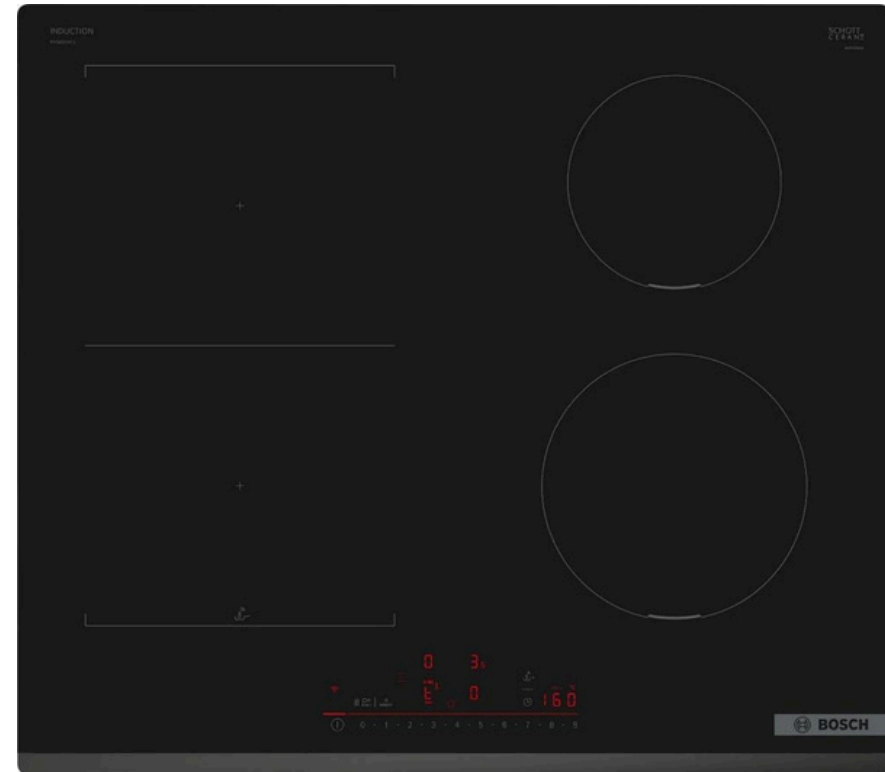 INDUCTION
SCHOTT
CERAN
0 3.
t 0
160
0 - 1 - 2 - 3 - 4 - 5 - 6 - 7 - 8 - 9
BOSCH